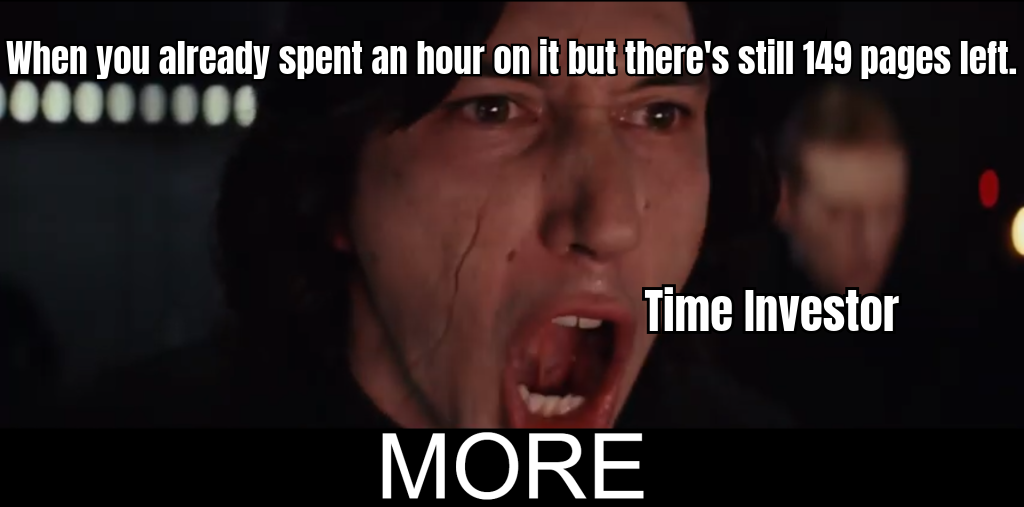 When you already spent an hour on it but there's still 149 pages left.
Time Investor
MORE